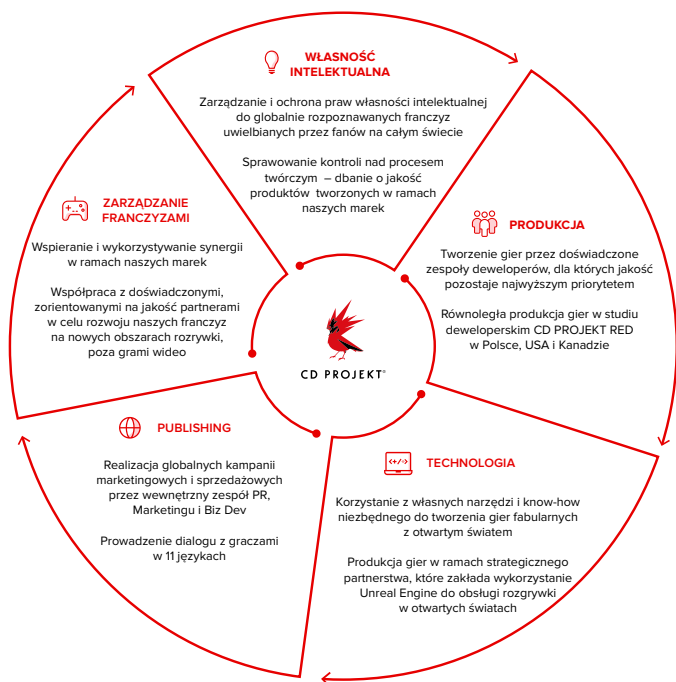 WŁASNOŚĆ
INTELEKTUALNA
Zarządzanie i ochrona praw własności intelektualnej
do globalnie rozpoznawanych franczyz
uwielbianych przez fanów na całym świecie
Sprawowanie kontroli nad procesem
twórczym – dbanie o jakość
produktów tworzonych w ramach
naszych marek
PRODUKCJA
Tworzenie gier przez doświadczone
zespoły deweloperów, dla których jakość
pozostaje najwyższym priorytetem
Równoległa produkcja gier w studiu
deweloperskim CD PROJEKT RED
w Polsce, USA i Kanadzie
TECHNOLOGIA
Korzystanie z własnych narzędzi i know-how
niezbędnego do tworzenia gier fabularnych
z otwartym światem
Produkcja gier w ramach strategicznego
partnerstwa, które zakłada wykorzystanie
Unreal Engine do obsługi rozgrywki
w otwartych światach
PUBLISHING
Realizacja globalnych kampanii
marketingowych i sprzedażowych
przez wewnętrzny zespół PR,
Marketingu i Biz Dev
Prowadzenie dialogu z graczami
w 11 językach
ZARZĄDZANIE
FRANCZYZAMI
Wspieranie i wykorzystywanie synergii
w ramach naszych marek
Współpraca z doświadczonymi,
zorientowanymi na jakość partnerami
w celu rozwoju naszych franczyz
na nowych obszarach rozrywki,
poza grami wideo
CD PROJEKT®